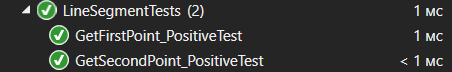 LineSegmentTests (2) 1 мс
GetFirstPoint_PositiveTest 1 мс
GetSecondPoint_PositiveTest < 1 мс